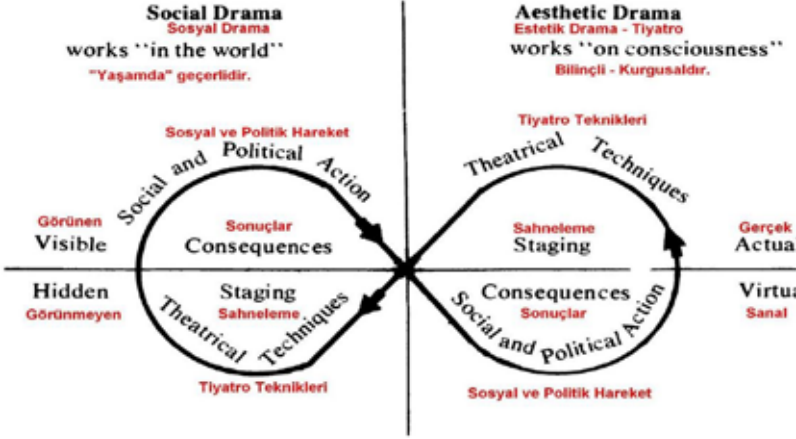 Social Drama
Sosyal Drama
works "in the world"
"Yaşamda" geçerlidir.
Aesthetic Drama
Estetik Drama - Tiyatro
works "on consciousness"
Bilinçli - Kurgusaldır.
Sosyal ve Politik Hareket
Social and Political Action
Tiyatro Teknikleri
Theatrical Techniques
Görünen
Visible
Sonuçlar
Consequences
Sahneleme
Staging
Gerçek
Actua
Hidden
Görünmeyen
Staging
Sahneleme
Theatrical Techniques
Tiyatro Teknikleri
Consequences
Sonuçlar
Social and Political Action
Sosyal ve Politik Hareket
Virtua
Sanal